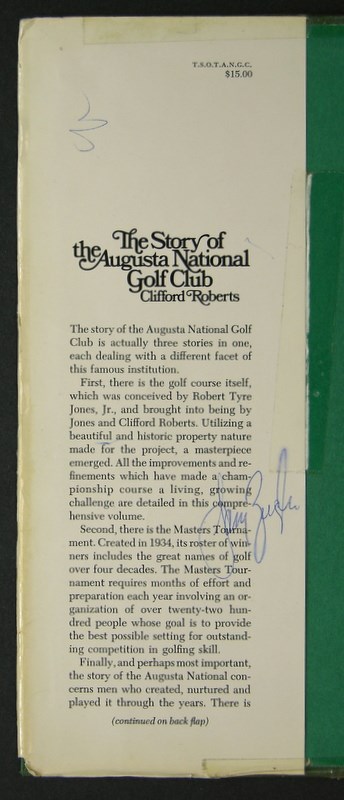 T.S.O.T.A.N.G.C.
$15.00
The Story of
the Augusta National
Golf Club
Clifford Roberts
The story of the Augusta National Golf
Club is actually three stories in one,
each dealing with a different facet of
this famous institution.
First, there is the golf course itself,
which was conceived by Robert Tyre
Jones, Jr., and brought into being by
Jones and Clifford Roberts. Utilizing a
beautiful and historic property nature
made for the project, a masterpiece
emerged. All the improvements and re-
finements which have made a cham-
pionship course a living, growing
challenge are detailed in this compre-
hensive volume.
Second, there was the Masters Tourna-
ment. Created in 1934, its roster of win-
ners includes the great names of golf
over four decades. The Masters Tour-
nament requires months of effort and
preparation each year involving an or-
ganization of over twenty-two hun-
dred people whose goal is to provide
the best possible setting for outstand-
ing competition in golfing skill.
Finally, and perhaps most important,
the story of the Augusta National con-
cerns men who created, nurtured and
played it through the years. There is
(continued on back flap)